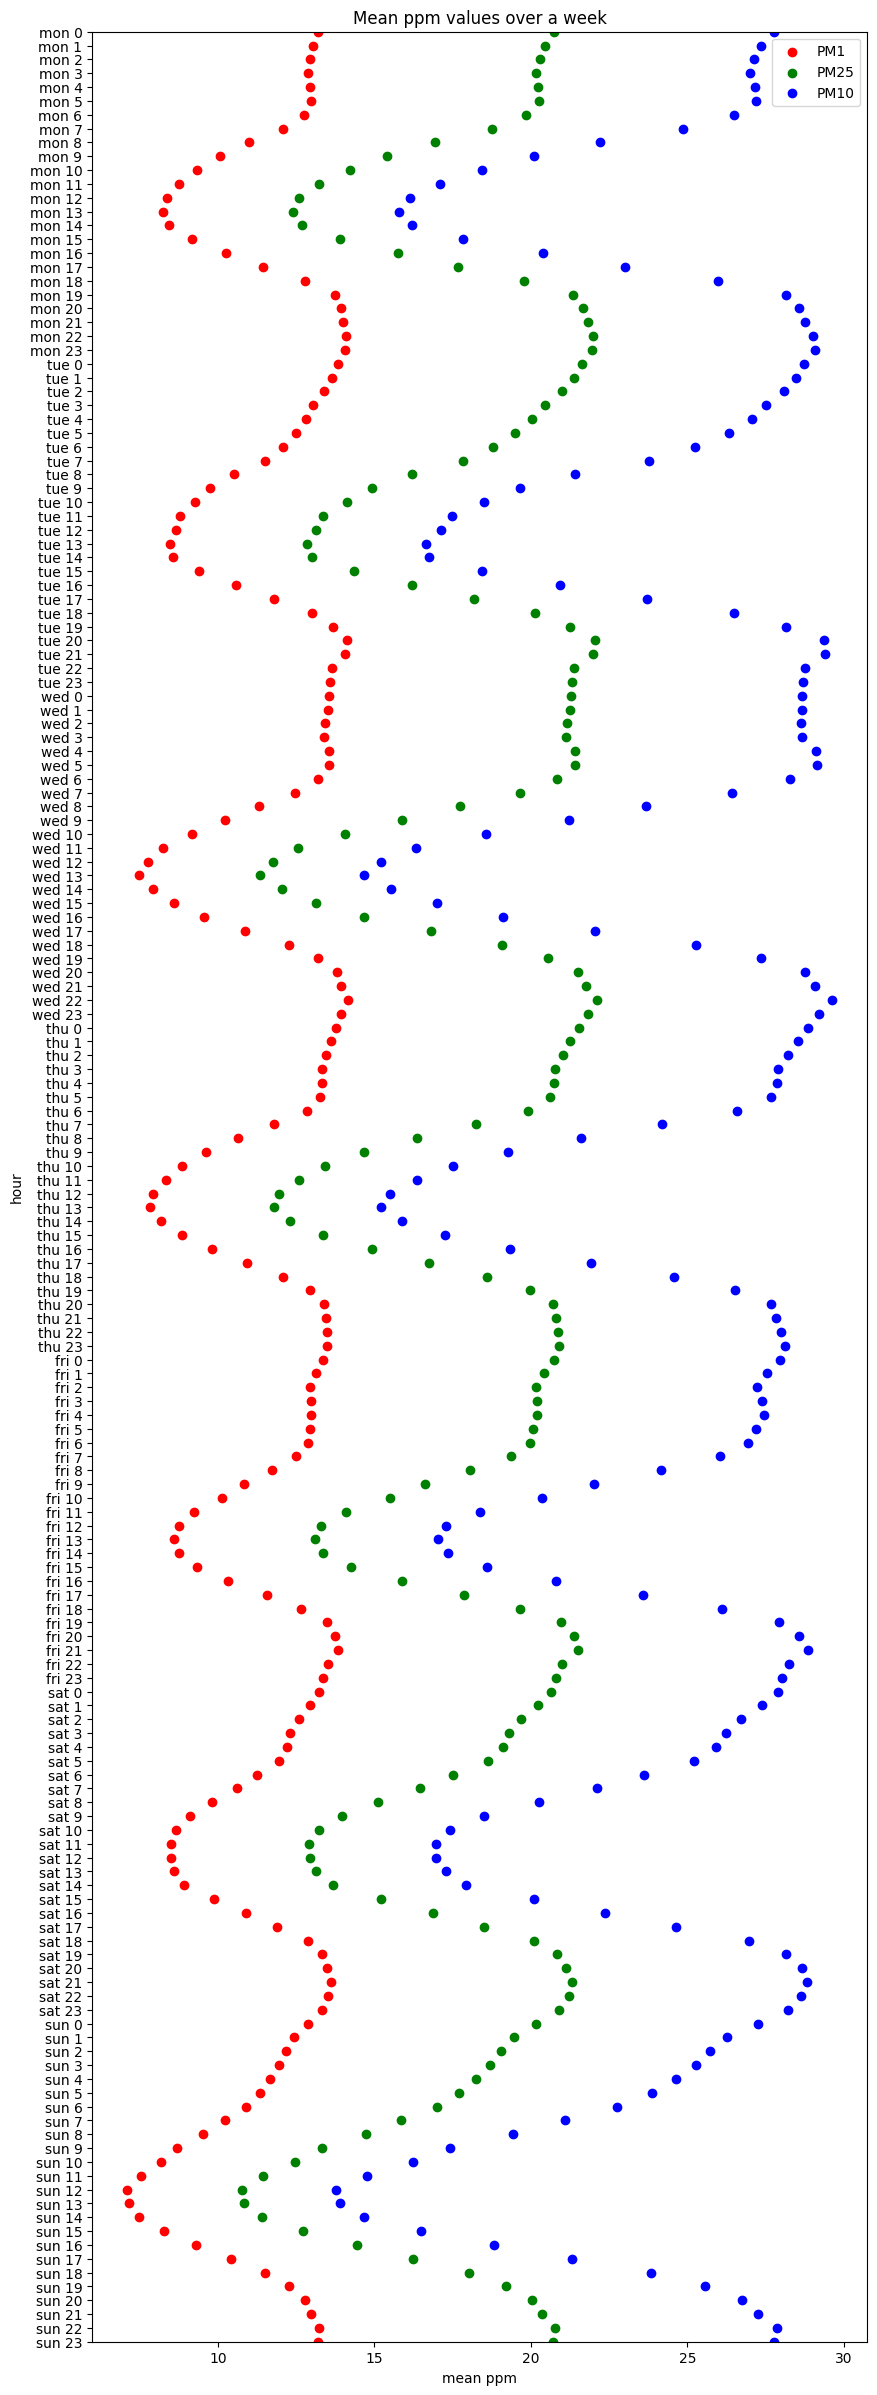 Mean ppm values over a week
PM1
PM25
PM10
mon 0
mon 1
mon 2
mon 3
mon 4
mon 5
mon 6
mon 7
mon 8
mon 9
mon 10
mon 11
mon 12
mon 13
mon 14
mon 15
mon 16
mon 17
mon 18
mon 19
mon 20
mon 21
mon 22
mon 23
tue 0
tue 1
tue 2
tue 3
tue 4
tue 5
tue 6
tue 7
tue 8
tue 9
tue 10
tue 11
tue 12
tue 13
tue 14
tue 15
tue 16
tue 17
tue 18
tue 19
tue 20
tue 21
tue 22
tue 23
wed 0
wed 1
wed 2
wed 3
wed 4
wed 5
wed 6
wed 7
wed 8
wed 9
wed 10
wed 11
wed 12
wed 13
wed 14
wed 15
wed 16
wed 17
wed 18
wed 19
wed 20
wed 21
wed 22
wed 23
thu 0
thu 1
thu 2
thu 3
thu 4
thu 5
thu 6
thu 7
thu 8
thu 9
thu 10
thu 11
thu 12
thu 13
thu 14
thu 15
thu 16
thu 17
thu 18
thu 19
thu 20
thu 21
thu 22
thu 23
fri 0
fri 1
fri 2
fri 3
fri 4
fri 5
fri 6
fri 7
fri 8
fri 9
fri 10
fri 11
fri 12
fri 13
fri 14
fri 15
fri 16
fri 17
fri 18
fri 19
fri 20
fri 21
fri 22
fri 23
sat 0
sat 1
sat 2
sat 3
sat 4
sat 5
sat 6
sat 7
sat 8
sat 9
sat 10
sat 11
sat 12
sat 13
sat 14
sat 15
sat 16
sat 17
sat 18
sat 19
sat 20
sat 21
sat 22
sat 23
sun 0
sun 1
sun 2
sun 3
sun 4
sun 5
sun 6
sun 7
sun 8
sun 9
sun 10
sun 11
sun 12
sun 13
sun 14
sun 15
sun 16
sun 17
sun 18
sun 19
sun 20
sun 21
sun 22
sun 23
hour
10 15 20 25 30
mean ppm